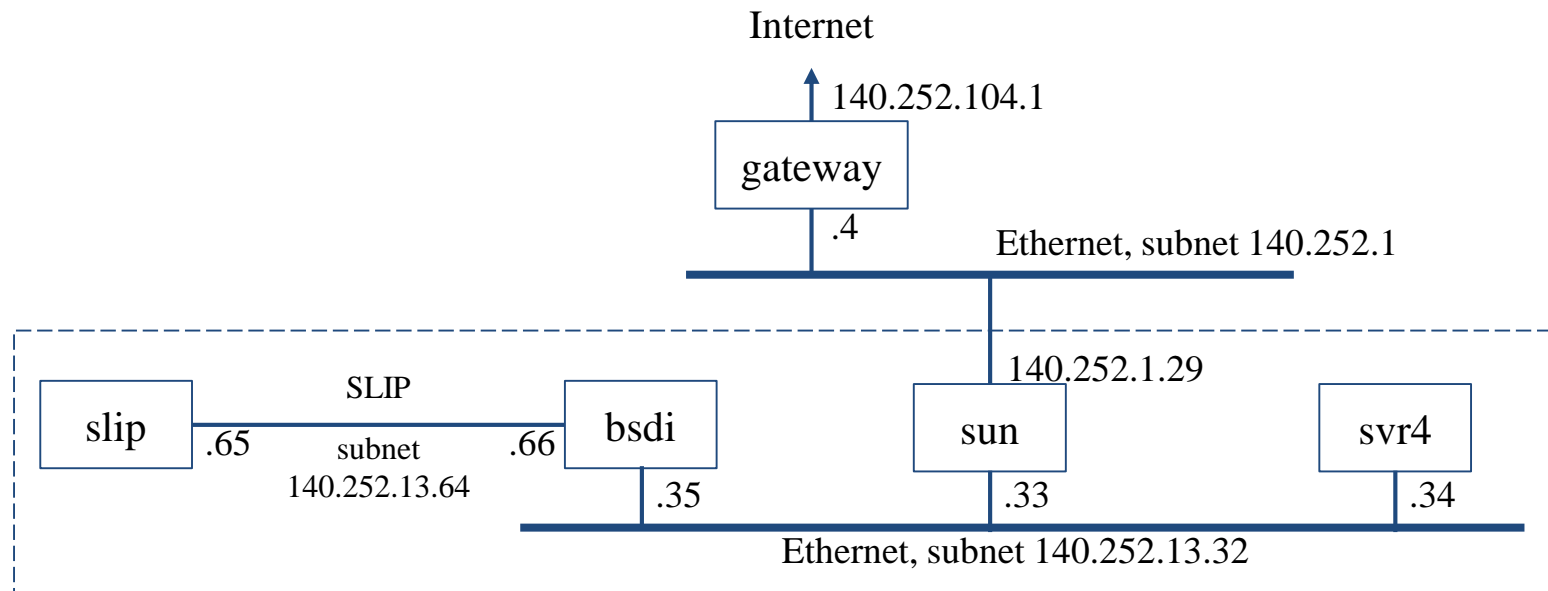 Internet
140.252.104.1
gateway
.4
Ethernet, subnet 140.252.1
140.252.1.29
slip
SLIP
.65
subnet
140.252.13.64
.66
bsdi
sun
svr4
.35
.33
.34
Ethernet, subnet 140.252.13.32